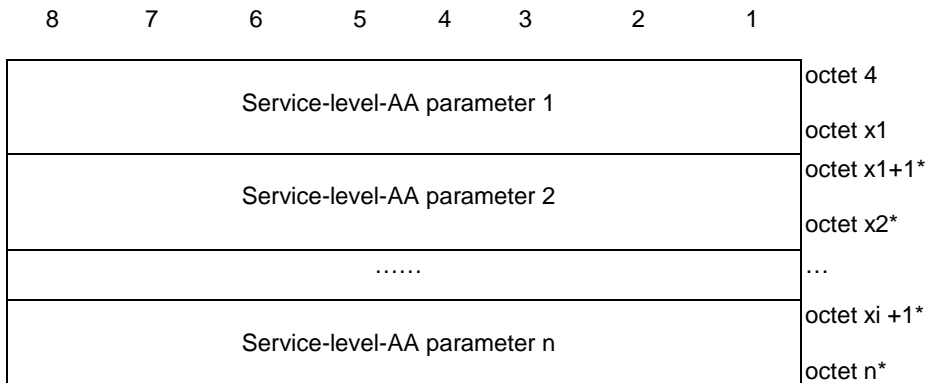 8 7 6 5 4 3 2 1
octet 4
Service-level-AA parameter 1
octet x1
octet x1+1*
Service-level-AA parameter 2
octet x2*
…… …
octet xi +1*
Service-level-AA parameter n
octet n*